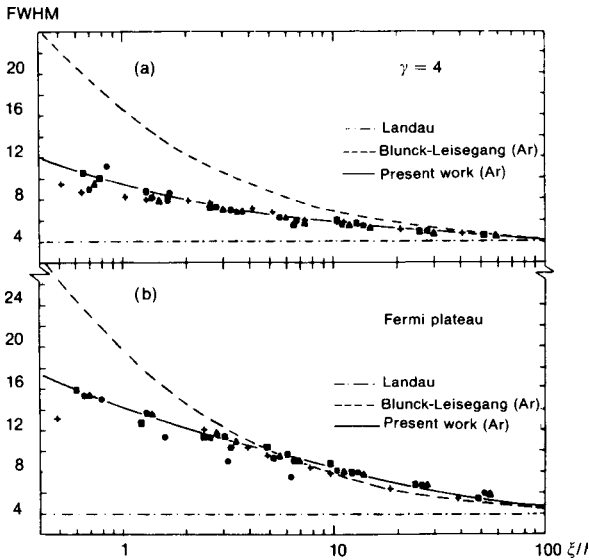 FWHM
24
20
16
12
8
4
(a)
γ = 4
Landau
Blunck-Leisegang (Ar)
Present work (Ar)
24
20
16
12
8
4
(b)
Fermi plateau
Landau
Blunck-Leisegang (Ar)
Present work (Ar)
1
10
100